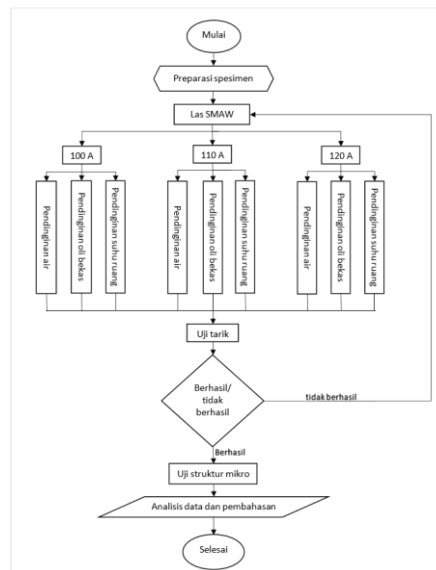 Mulai
Preparasi spesimen
Las SMAW
100 A
110 A
120 A
Pendinginan air
Pendinginan oli bekas
Pendinginan suhu ruang
Pendinginan air
Pendinginan oli bekas
Pendinginan suhu ruang
Pendinginan air
Pendinginan oli bekas
Pendinginan suhu ruang
Uji tarik
Berhasil/
tidak
berhasil
tidak berhasil
Berhasil
Uji struktur mikro
Analisis data dan pembahasan
Selesai